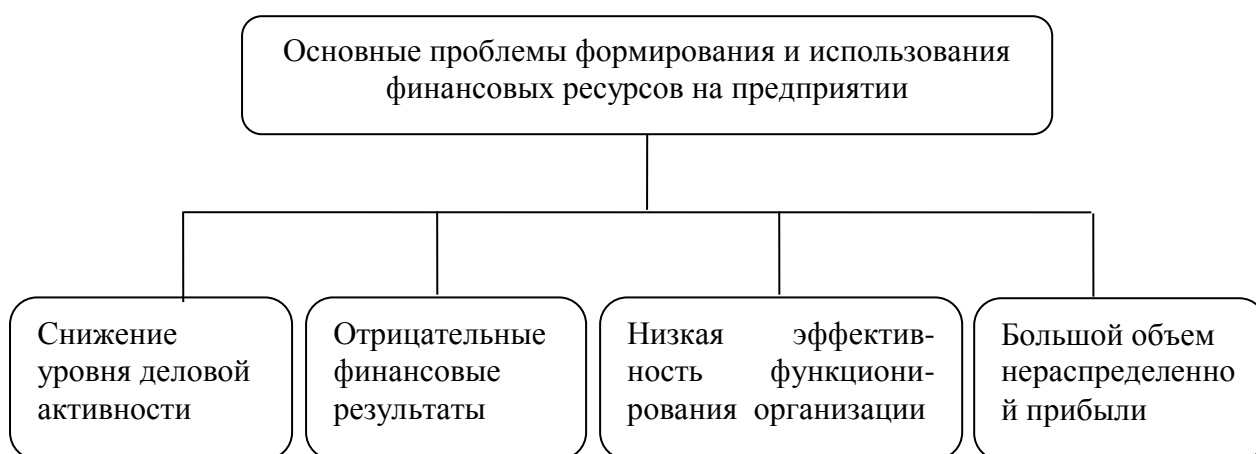 Основные проблемы формирования и использования
финансовых ресурсов на предприятии
Снижение
уровня деловой
активности
Отрицательные
финансовые
результаты
Низкая эффектив-
ность функциони-
рования организации
Большой объем
нераспределенно
й прибыли